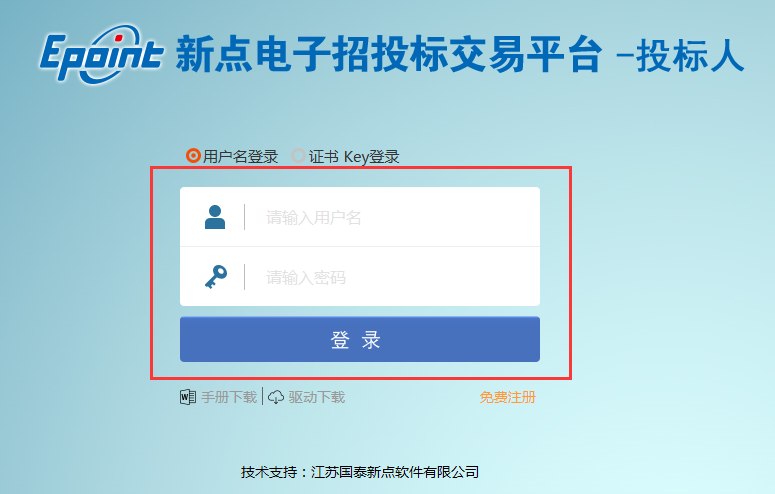 Epoint 新点电子招投标交易平台 -投标人
用户名登录 证书 Key登录
请输入用户名
请输入密码
登 录
W 手册下载 驱动下载 免费注册
技术支持：江苏国泰新点软件有限公司